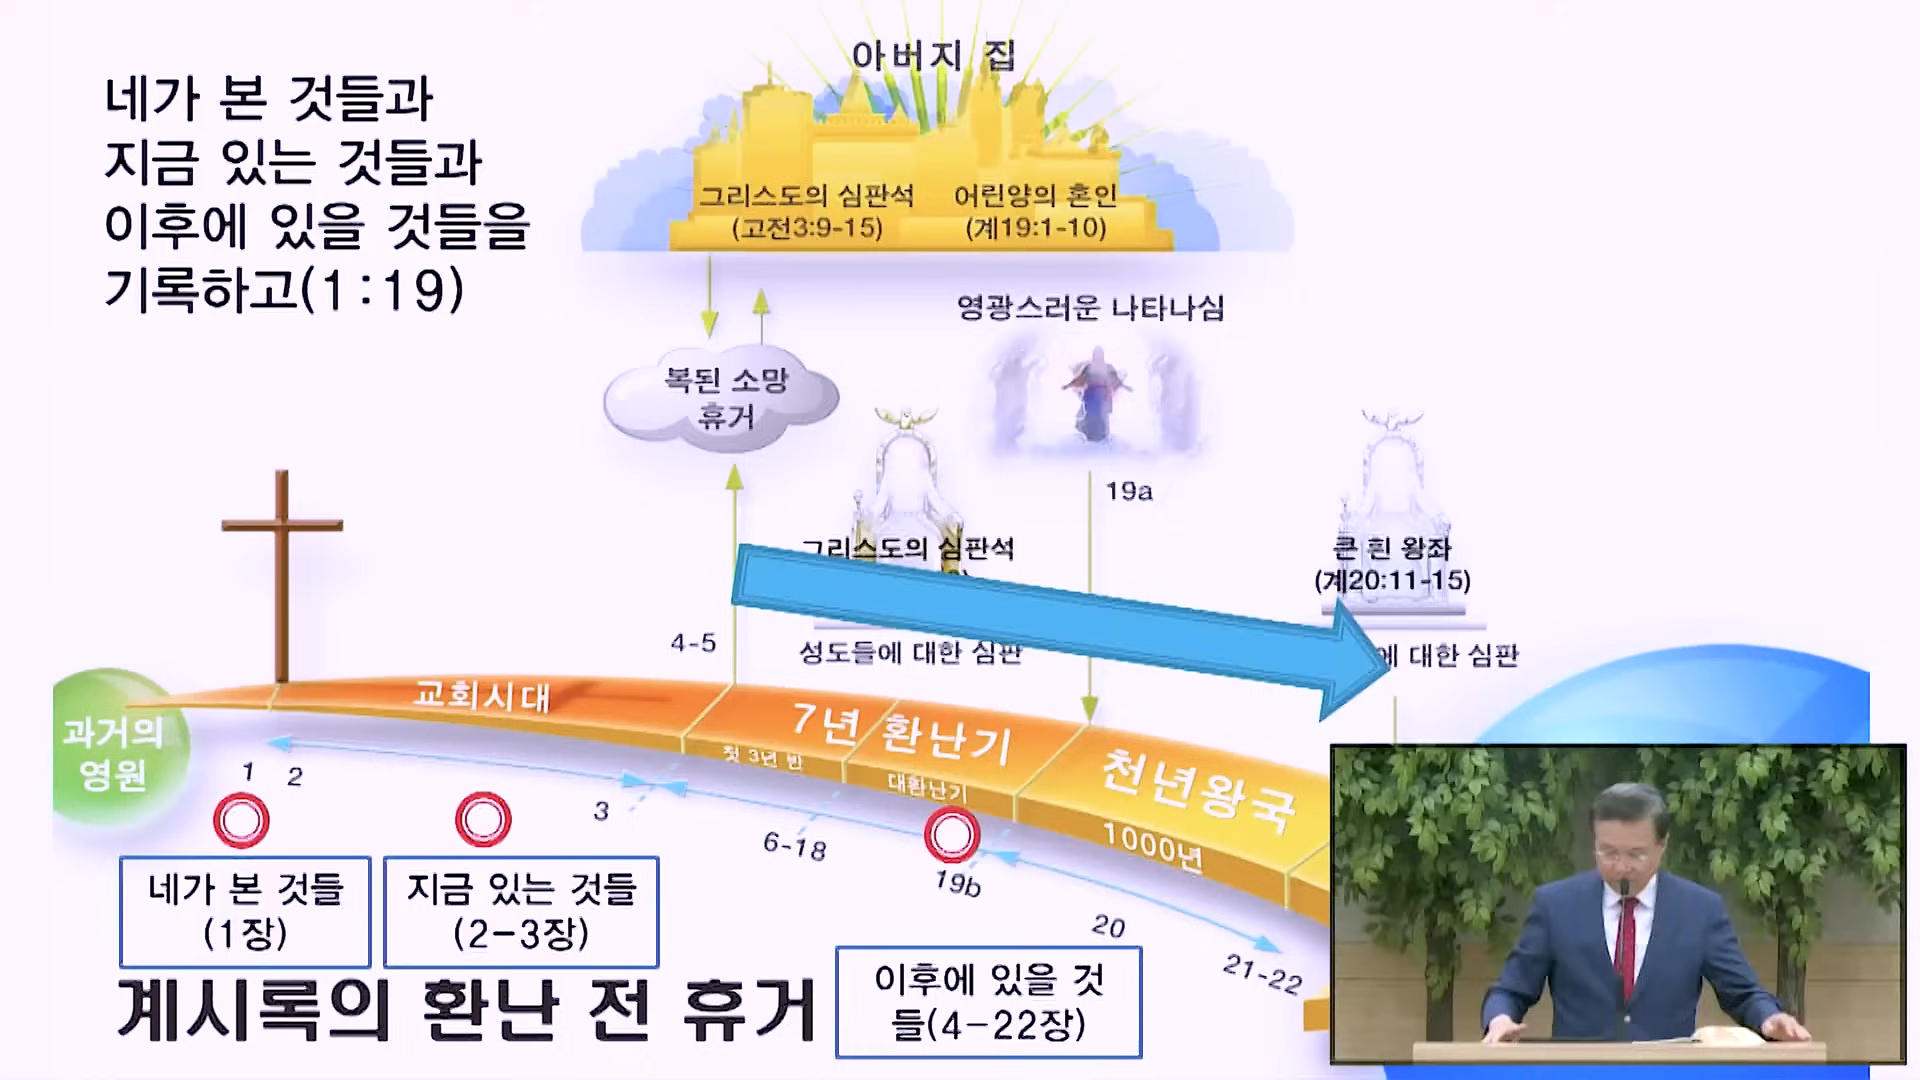 네가 본 것들과
지금 있는 것들과
이후에 있을 것들을
기록하고(1:19)
아버지 집
그리스도의 심판석
(고전3:9-15)
어린양의 혼인
(계19:1-10)
영광스러운 나타나심
복된 소망
휴거
19a
그리스도의 심판석
큰 흰 왕좌
(계20:11-15)
4-5
성도들에 대한 심판
에 대한 심판
과거의
영원
교회시대
7년 환난기
첫 3년 반
대환난기
천년왕국
1000년
1
2
3
6-18
19b
20
21-22
네가 본 것들
(1장)
지금 있는 것들
(2-3장)
이후에 있을 것
들(4-22장)
계시록의 환난 전 휴거